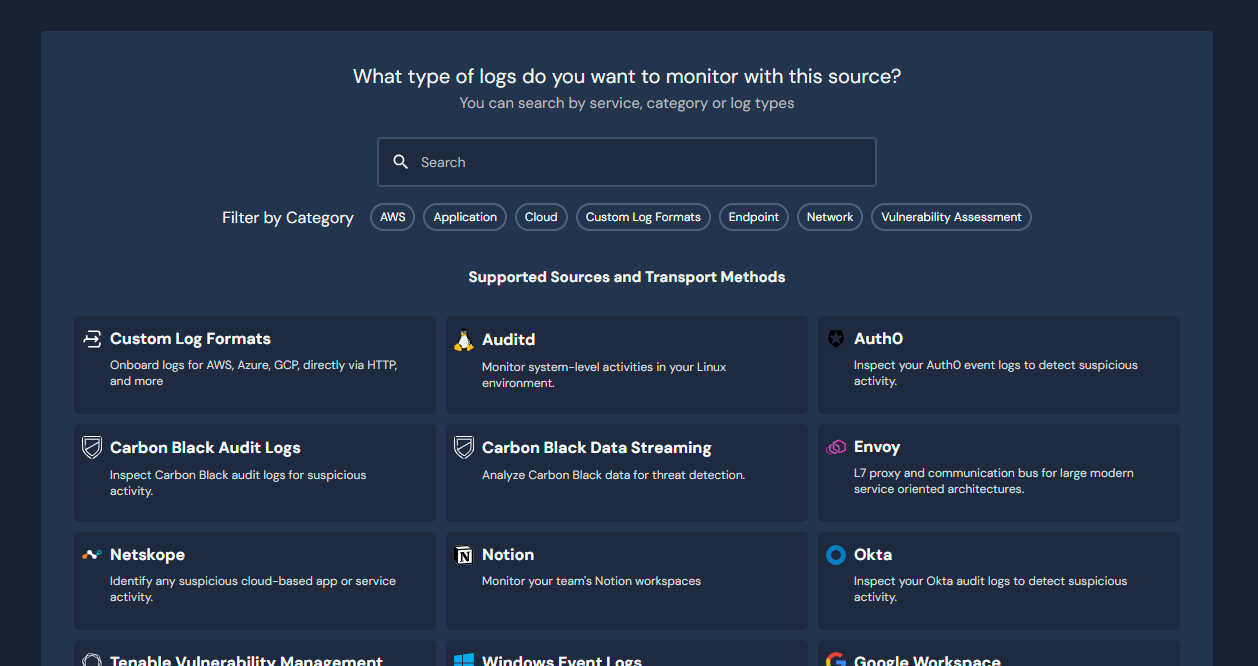 What type of logs do you want to monitor with this source?
You can search by service, category or log types
Search
Filter by Category
AWS
Application
Cloud
Custom Log Formats
Endpoint
Network
Vulnerability Assessment
Supported Sources and Transport Methods
Custom Log Formats
Onboard logs for AWS, Azure, GCP, directly via HTTP,
and more
Auditd
Monitor system-level activities in your Linux
environment.
Auth0
Inspect your Auth0 event logs to detect suspicious
activity.
Carbon Black Audit Logs
Inspect Carbon Black audit logs for suspicious
activity.
Carbon Black Data Streaming
Analyze Carbon Black data for threat detection.
Envoy
L7 proxy and communication bus for large modern
service oriented architectures.
Netskope
Identify any suspicious cloud-based app or service
activity.
Notion
Monitor your team's Notion workspaces
Okta
Inspect your Okta audit logs to detect suspicious
activity.
Tenable Vulnerability Management
Windows Event Logs
Google Workspace